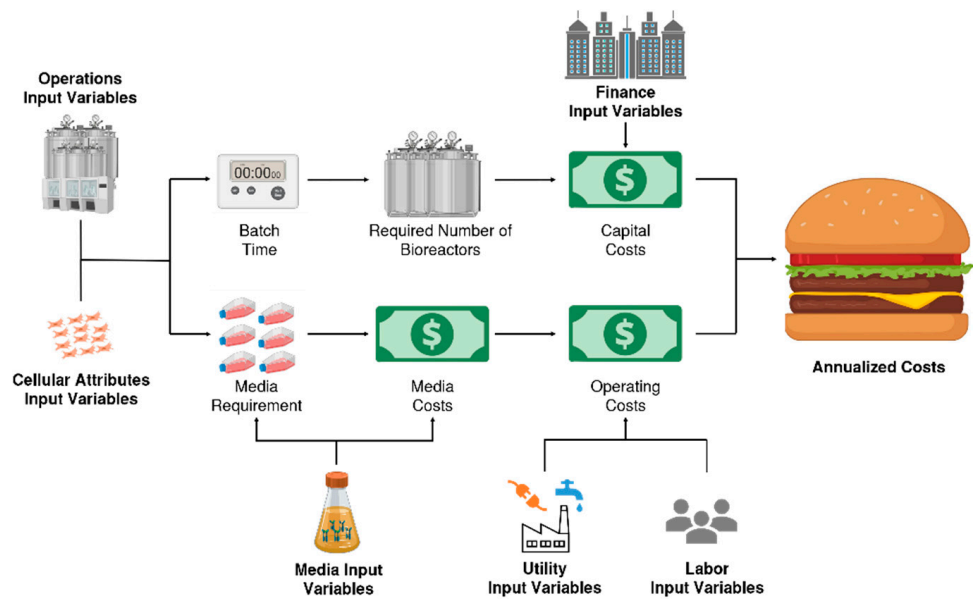 Operations
Input Variables
Finance
Input Variables
00:00 00
Batch
Time
Required Number of
Bioreactors
Capital
Costs
$
$
$
Cellular Attributes
Input Variables
Media
Requirement
Media
Costs
Operating
Costs
Annualized Costs
Media Input
Variables
Utility
Input Variables
Labor
Input Variables